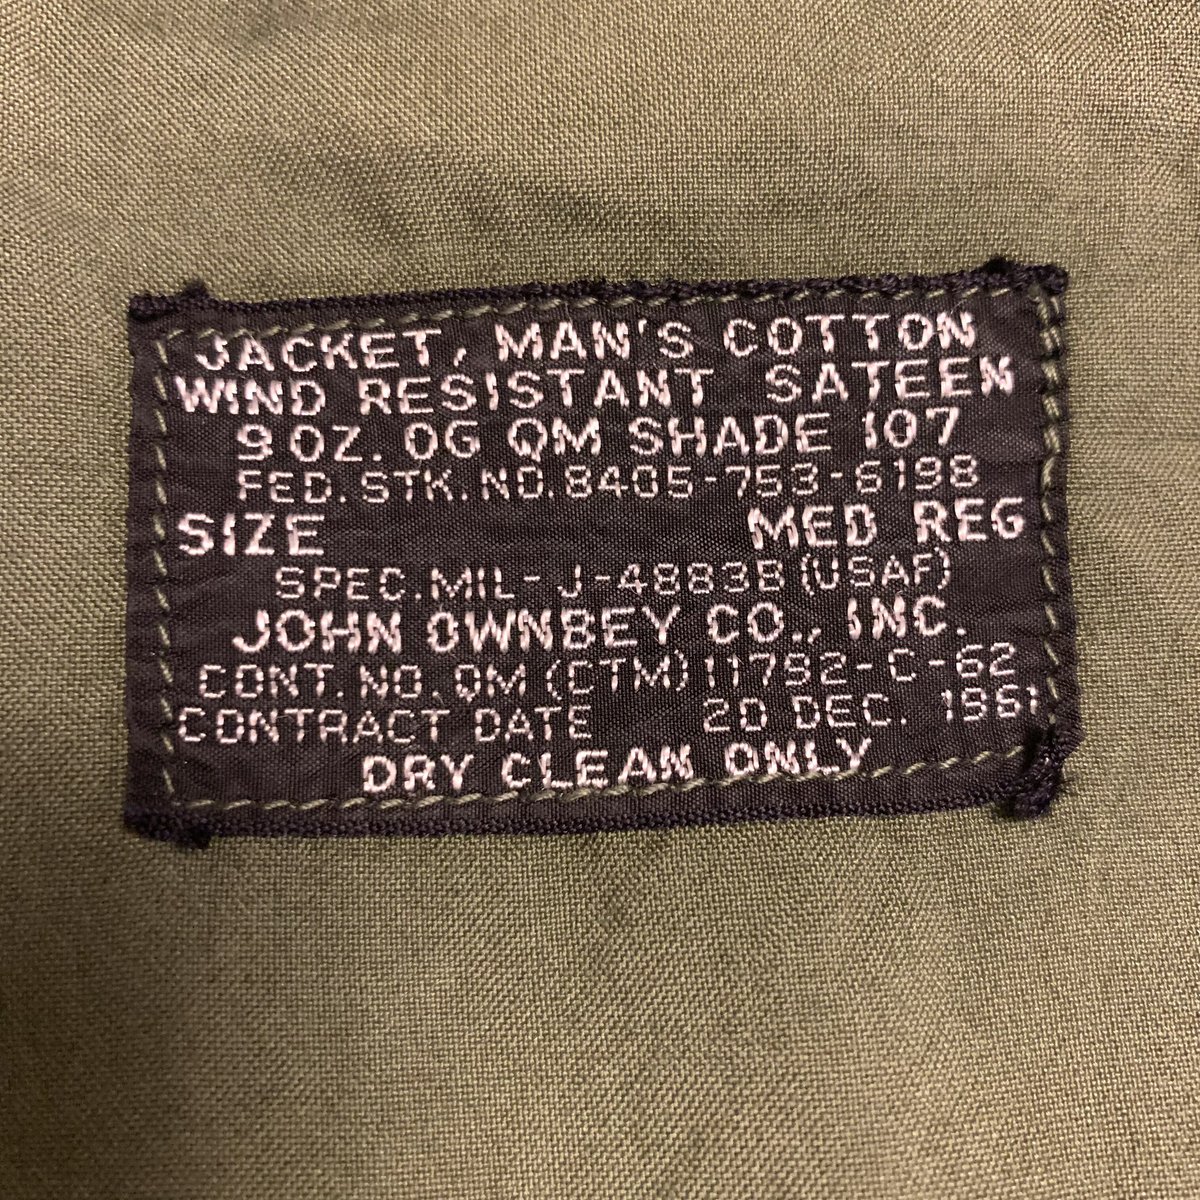 JACKET, MAN'S COTTON
WIND RESISTANT SATEEN
9 OZ. OG QM SHADE 107
FED. STK. NO. 8405-753-6198
SIZE MED REG
SPEC. MIL-J-4883B (USAF)
JOHN OWNBEY CO., INC.
CONT. NO. QM (CTM) 11792-C-62
CONTRACT DATE 20 DEC. 1961
DRY CLEAN ONLY